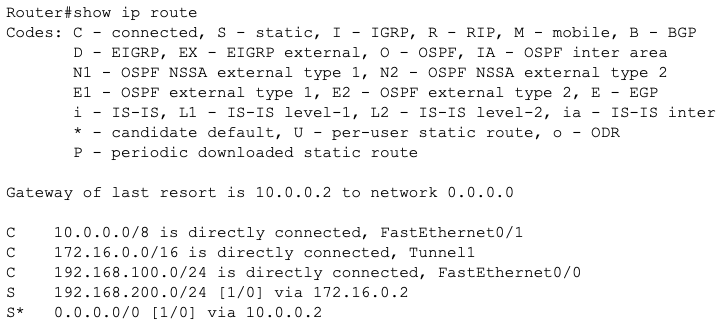 Router#show ip route
Codes: C - connected, S - static, I - IGRP, R - RIP, M - mobile, B - BGP
D - EIGRP, EX - EIGRP external, O - OSPF, IA - OSPF inter area
N1 - OSPF NSSA external type 1, N2 - OSPF NSSA external type 2
E1 - OSPF external type 1, E2 - OSPF external type 2, E - EGP
i - IS-IS, L1 - IS-IS level-1, L2 - IS-IS level-2, ia - IS-IS inter
* - candidate default, U - per-user static route, o - ODR
P - periodic downloaded static route
Gateway of last resort is 10.0.0.2 to network 0.0.0.0
C 10.0.0.0/8 is directly connected, FastEthernet0/1
C 172.16.0.0/16 is directly connected, Tunnel1
C 192.168.100.0/24 is directly connected, FastEthernet0/0
S 192.168.200.0/24 [1/0] via 172.16.0.2
S* 0.0.0.0/0 [1/0] via 10.0.0.2